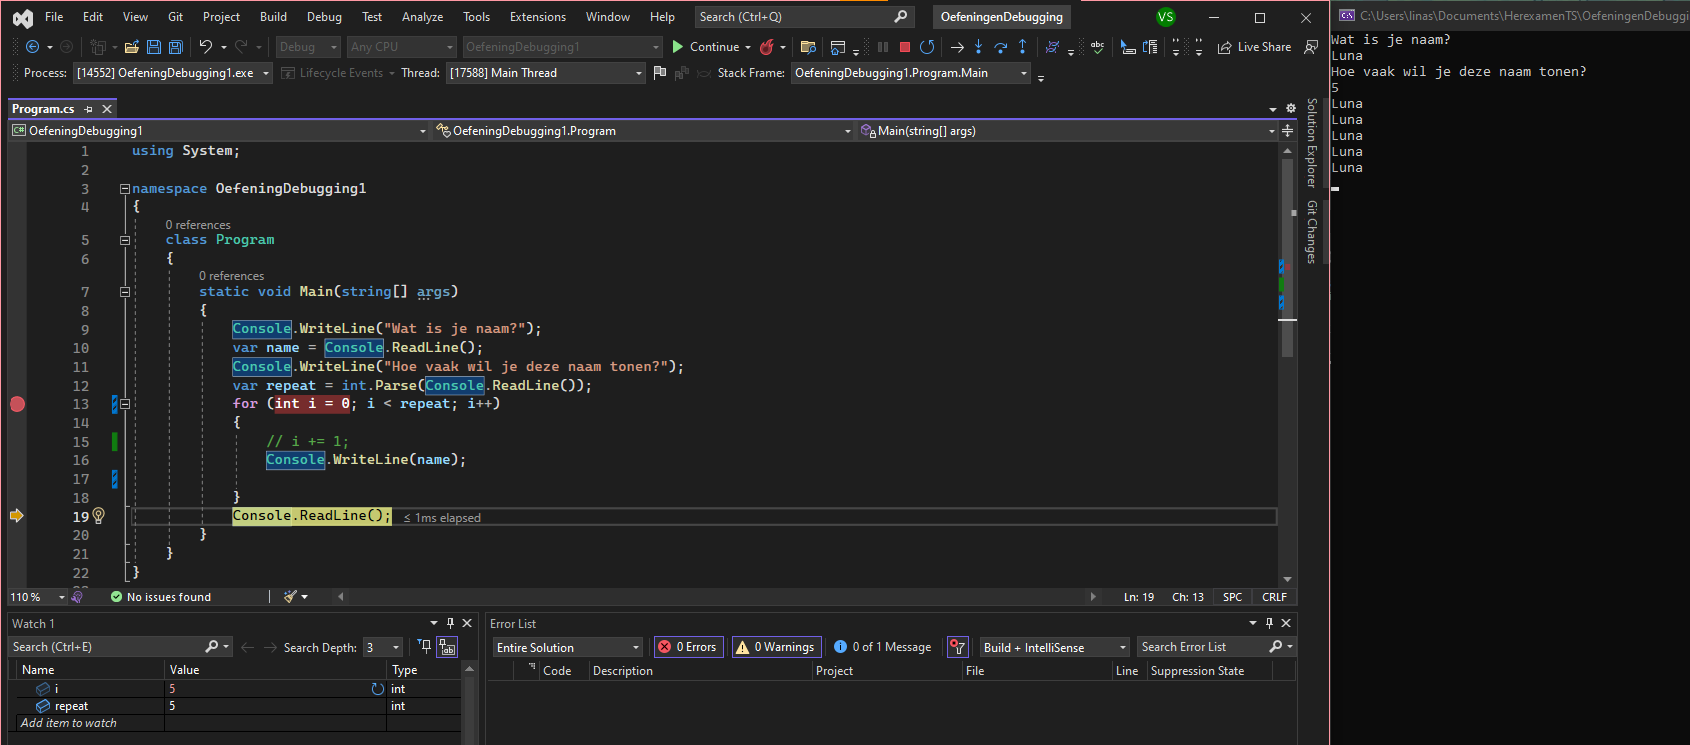 File Edit View Git Project Build Debug Test Analyze Tools Extensions Window Help Search (Ctrl+Q) OefeningenDebugging VS
Debug Any CPU OefeningDebugging1 Continue Live Share
Process: [14552] OefeningDebugging1.exe Lifecycle Events Thread: [17588] Main Thread Stack Frame: OefeningDebugging1.Program.Main
Program.cs
OefeningDebugging1 OefeningDebugging1.Program Main(string[] args)
1 using System;
2
3 namespace OefeningDebugging1
4 {
0 references
5 class Program
6 {
0 references
7 static void Main(string[] args)
8 {
9 Console.WriteLine("Wat is je naam?");
10 var name = Console.ReadLine();
11 Console.WriteLine("Hoe vaak wil je deze naam tonen?");
12 var repeat = int.Parse(Console.ReadLine());
13 for (int i = 0; i < repeat; i++)
14 {
15 // i += 1;
16 Console.WriteLine(name);
17
18 }
19 Console.ReadLine(); ≤ 1ms elapsed
20 }
21 }
22 }
110 % No issues found Ln: 19 Ch: 13 SPC CRLF
Watch 1
Search (Ctrl+E) Search Depth: 3
Name Value Type
i 5 int
repeat 5 int
Add item to watch
Error List
Entire Solution 0 Errors 0 Warnings 0 of 1 Message Build + IntelliSense Search Error List
Code Description Project File Line Suppression State
Solution Explorer
Git Changes
C:\Users\linas\Documents\HerexamenTS\OefeningenDebuggi
Wat is je naam?
Luna
Hoe vaak wil je deze naam tonen?
5
Luna
Luna
Luna
Luna
Luna